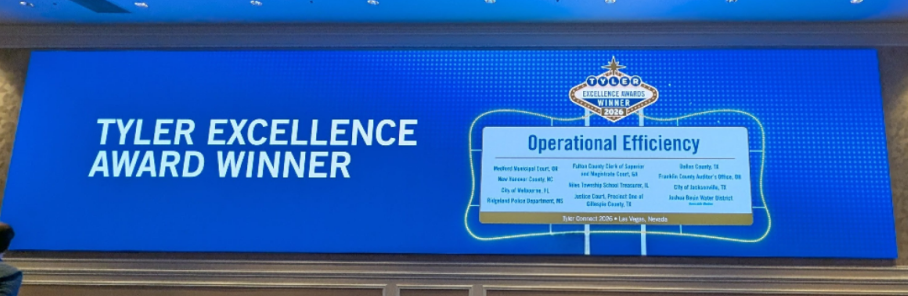 TYLER EXCELLENCE
AWARD WINNER
TYLER
EXCELLENCE AWARDS
WINNER
2026
Operational Efficiency
Medford Municipal Court, OR
New Hanover County, NC
City of Melbourne, FL
Ridgeland Police Department, MS
Fulton County Clerk of Superior
and Magistrate Court, GA
Niles Township School Treasurer, IL
Justice Court, Precinct One of
Gillespie County, TX
Dallas County, TX
Franklin County Auditor's Office, OH
City of Jacksonville, TX
Joshua Basin Water District
Tyler Connect 2026 • Las Vegas, Nevada